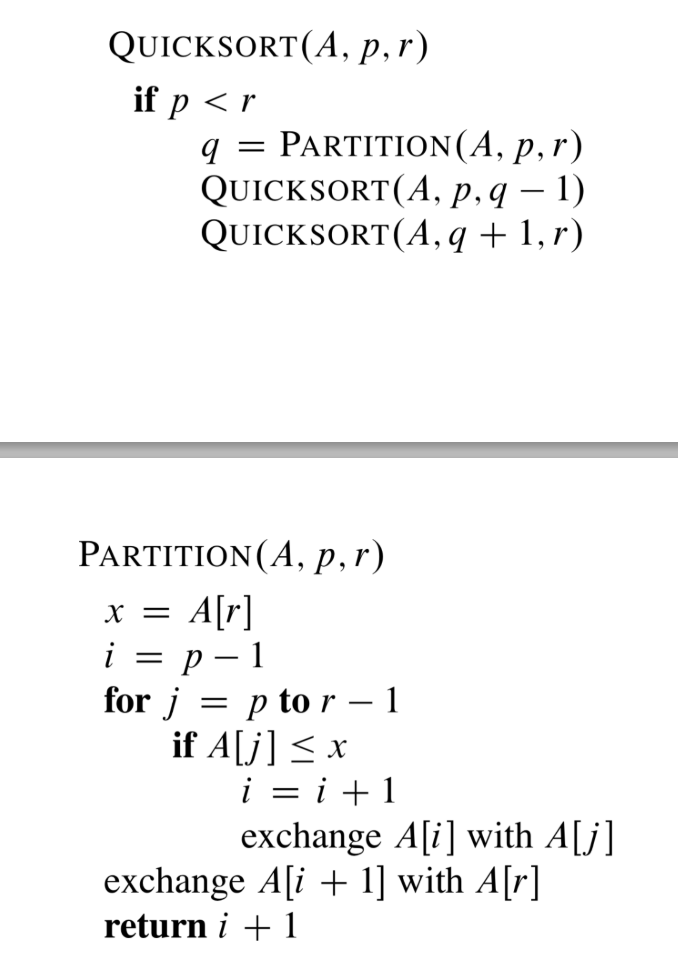 QUICKSORT(A, p, r)
if p < r
q = PARTITION(A, p, r)
QUICKSORT(A, p, q − 1)
QUICKSORT(A, q + 1, r)
PARTITION(A, p, r)
x = A[r]
i = p − 1
for j = p to r − 1
if A[j] ≤ x
i = i + 1
exchange A[i] with A[j]
exchange A[i + 1] with A[r]
return i + 1